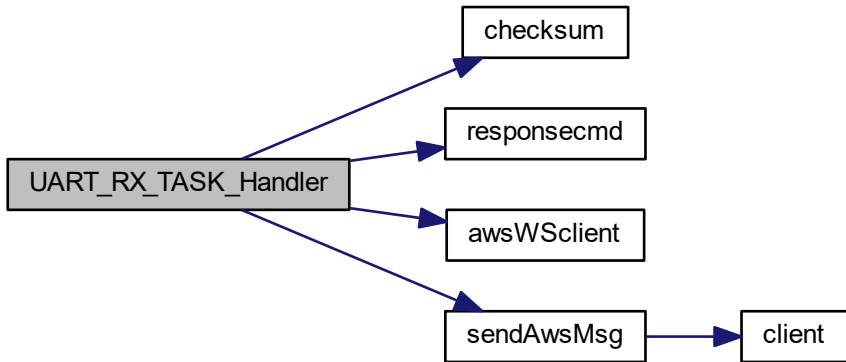 checksum
responsecmd
UART_RX_TASK_Handler
awsWSclient
sendAwsMsg
client